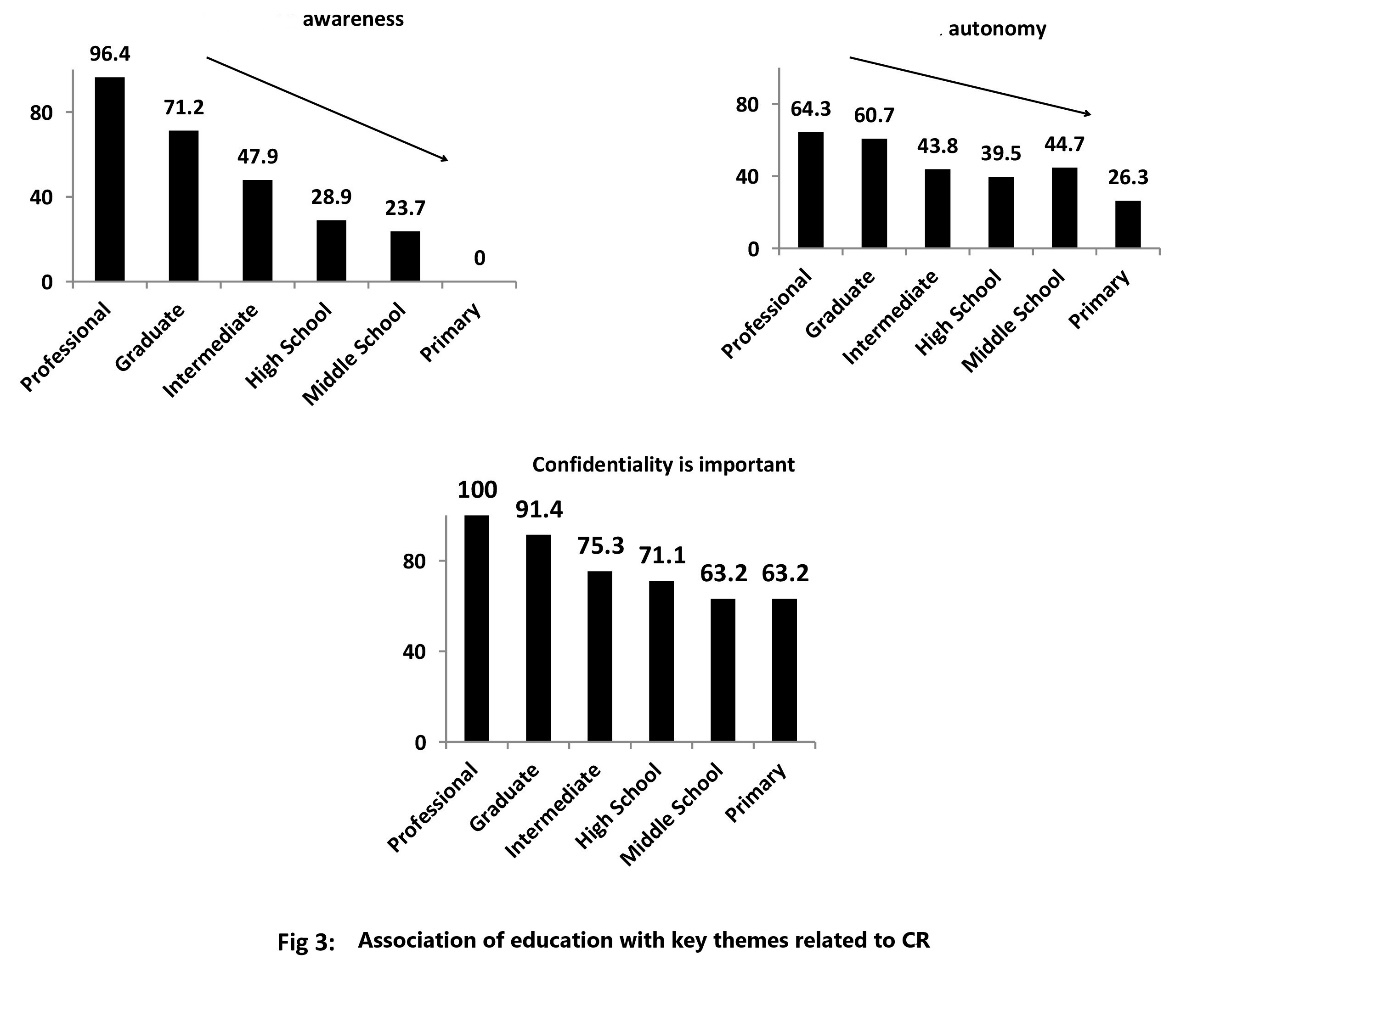 awareness
96.4
71.2
47.9
28.9
23.7
0
80
40
0
Professional
Graduate
Intermediate
High School
Middle School
Primary
. autonomy
64.3
60.7
43.8
39.5
44.7
26.3
80
40
0
Professional
Graduate
Intermediate
High School
Middle School
Primary
Confidentiality is important
100
91.4
75.3
71.1
63.2
63.2
80
40
0
Professional
Graduate
Intermediate
High School
Middle School
Primary
Fig 3: Association of education with key themes related to CR